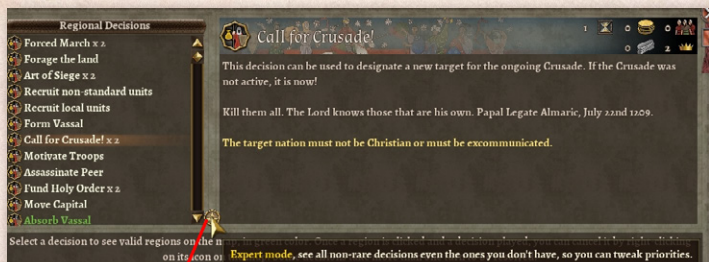 Regional Decisions
Forced March x 2
Forage the land
Art of Siege x 2
Recruit non-standard units
Recruit local units
Form Vassal
Call for Crusade! x 2
Motivate Troops
Assassinate Peer
Fund Holy Order x 2
Move Capital
Absorb Vassal
Call for Crusade!
1 0 0
0 2
This decision can be used to designate a new target for the ongoing Crusade. If the Crusade was
not active, it is now!
Kill them all. The Lord knows those that are his own. Papal Legate Almaric, July 22nd 1209.
The target nation must not be Christian or must be excommunicated.
Select a decision to see valid regions on the
on its icon or
Expert mode, see all non-rare decisions even the ones you don't have, so you can tweak priorities.